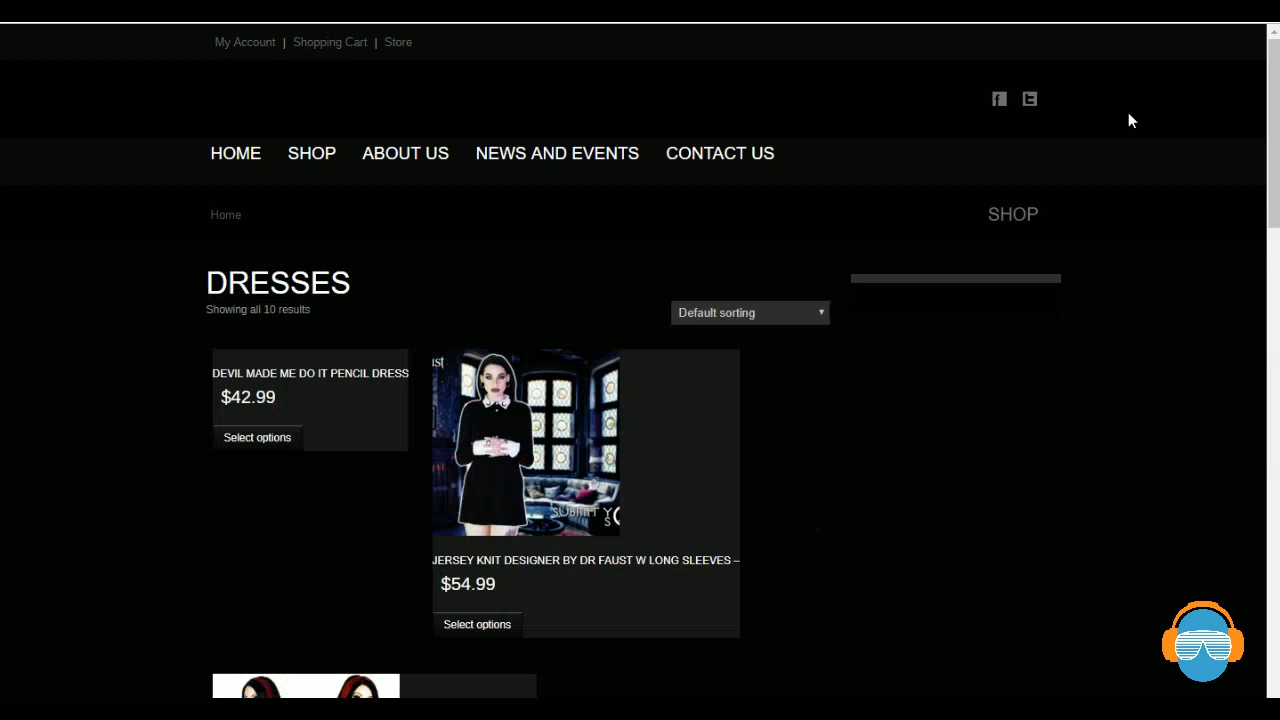 My Account | Shopping Cart | Store
HOME SHOP ABOUT US NEWS AND EVENTS CONTACT US
Home
SHOP
DRESSES
Showing all 10 results
Default sorting
DEVIL MADE ME DO IT PENCIL DRESS
$42.99
Select options
ust
SUBMIT
JERSEY KNIT DESIGNER BY DR FAUST W LONG SLEEVES –
$54.99
Select options